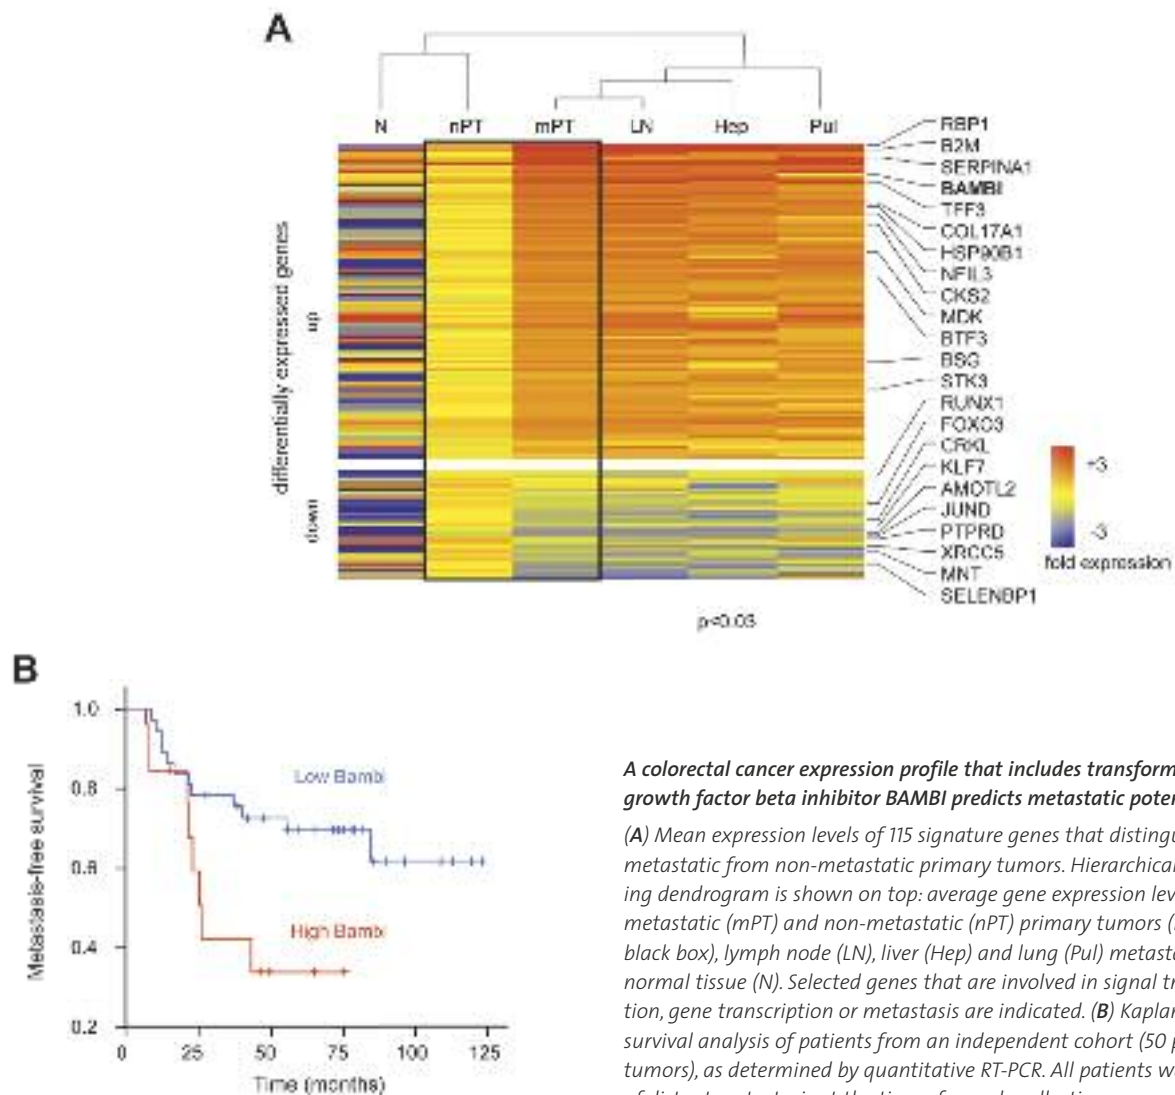 A
N nPT mPT LN Hep Pul
differentially expressed genes
up
down
RBP1
B2M
SERPINA1
BAMBI
TFF3
COL17A1
HSP90B1
NFIL3
CKS2
MDK
BTF3
BSG
STK3
RUNX1
FOXO3
CRKL
KLF7
AMOTL2
JUND
PTPRD
XRCC5
MNT
SELENBP1
+3
-3
fold expression
p<0.03
B
Metastasis-free survival
1.0
0.8
0.6
0.4
0.2
Low Bambi
High Bambi
0 25 50 75 100 125
Time (months)
A colorectal cancer expression profile that includes transform
growth factor beta inhibitor BAMBI predicts metastatic poten
(A) Mean expression levels of 115 signature genes that distingu
metastatic from non-metastatic primary tumors. Hierarchical
ing dendrogram is shown on top: average gene expression lev
metastatic (mPT) and non-metastatic (nPT) primary tumors (
black box), lymph node (LN), liver (Hep) and lung (Pul) metasta
normal tissue (N). Selected genes that are involved in signal tr
tion, gene transcription or metastasis are indicated. (B) Kaplan
survival analysis of patients from an independent cohort (50 p
tumors), as determined by quantitative RT-PCR. All patients w